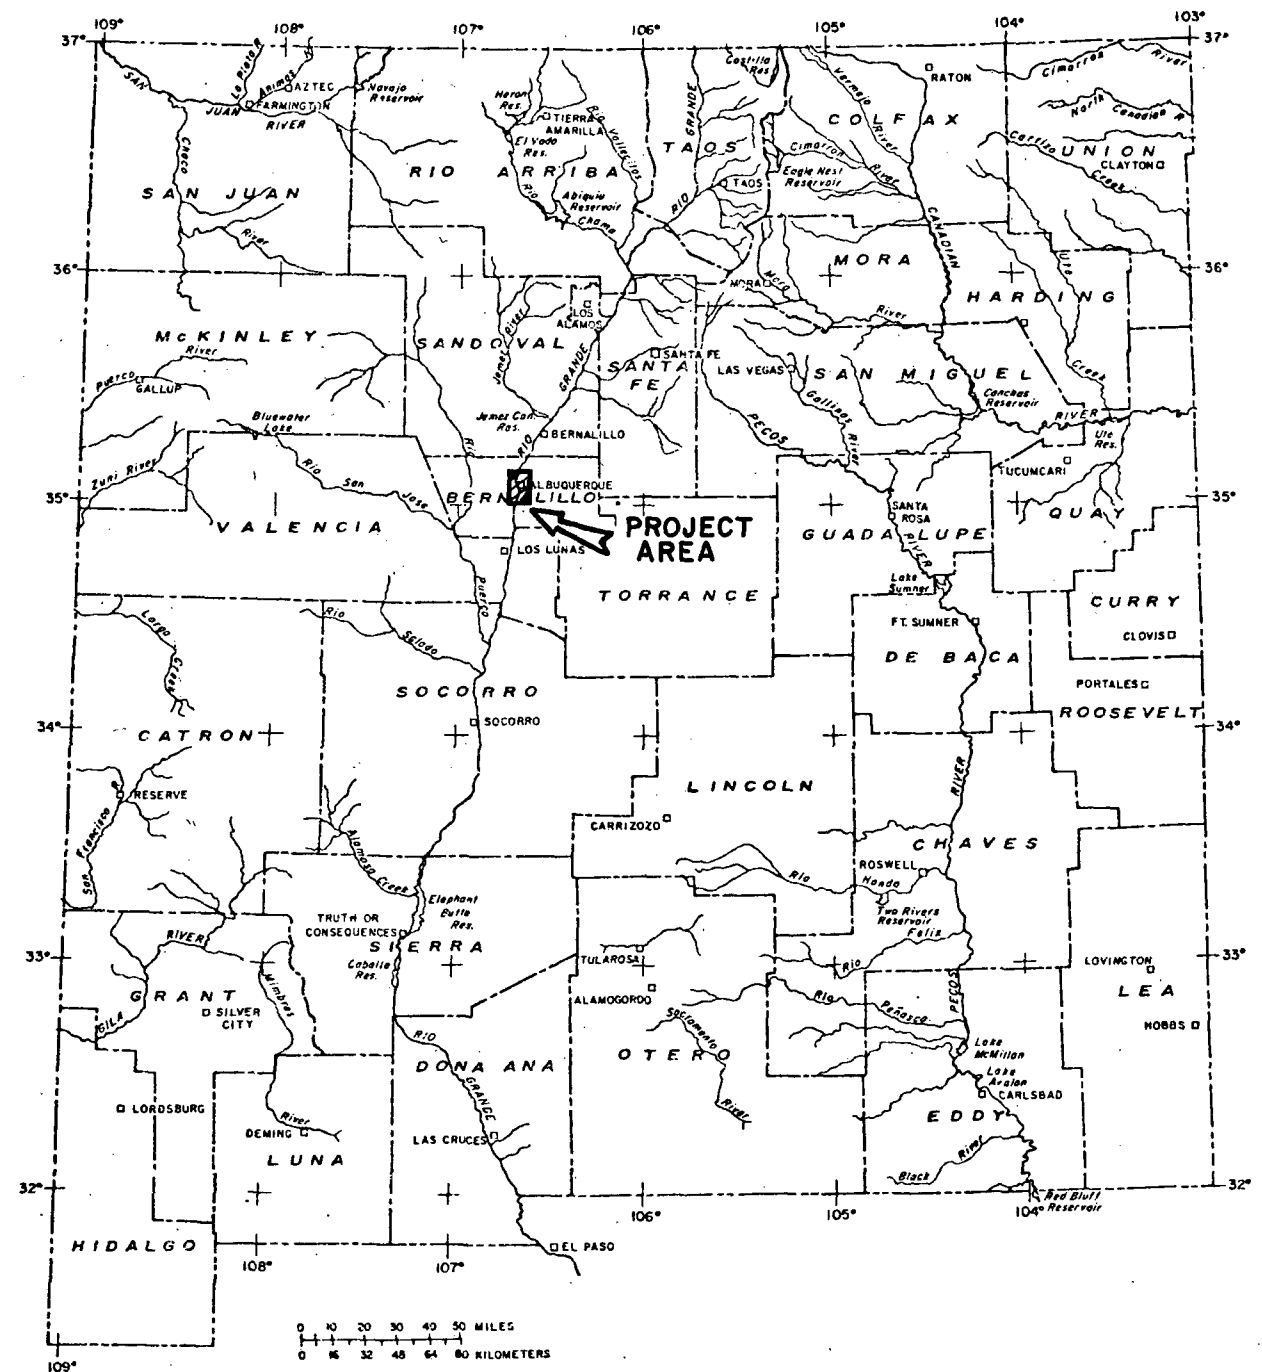 109°
108°
107°
106°
105°
104°
103°
37°
37°
SAN
JUAN
RIVER
La Plata R
Animas
AZTEC
FARMINGTON
Navajo
Reservoir
Chaco
River
SAN JUAN
Heron
Res.
TIERRA
AMARILLA
El Vado
Res.
Rio Vallecitos
RIO ARRIBA
Abiquiu
Reservoir
Rio
Chama
Costilla
Res.
GRANDE
RIO
TAOS
TAOS
Vermejo
River
RATON
COLFAX
Cimarron
River
Eagle Nest
Reservoir
CANADIAN
Cimarron
River
North
Canadian R
Carrizo
Creek
UNION
CLAYTON
36°
36°
MORA
MORA
Mora
River
HARDING
Ute
Creek
McKINLEY
River
Puerco
GALLUP
Bluewater
Lake
SANDOVAL
LOS
ALAMOS
Jemez River
Jemez Can.
Res.
GRANDE
RIO
BERNALILLO
SANTA FE
SANTA
FE
LAS VEGAS
SAN MIGUEL
Gallinas
River
PECOS
Conchas
Reservoir
RIVER
Ute
Res.
TUCUMCARI
Zuni River
Rio
San
Jose
Rio
35°
35°
ALBUQUERQUE
BERNALILLO
VALENCIA
LOS LUNAS
PROJECT
AREA
SANTA
ROSA
GUADALUPE
RIVER
QUAY
Lake
Sumner
TORRANCE
Puerco
Rio
Salado
Largo
Creek
FT. SUMNER
DE BACA
CURRY
CLOVIS
PORTALES
ROOSEVELT
SOCORRO
SOCORRO
34°
34°
CATRON
LINCOLN
RIVER
RESERVE
San
Francisco
R
Alamosa Creek
CARRIZOZO
CHAVES
ROSWELL
Rio
Hondo
Two Rivers
Reservoir
Felix
Rio
Elephant
Butte
Res.
TRUTH OR
CONSEQUENCES
SIERRA
Caballo
Res.
33°
33°
RIVER
GRANT
Mimbres
SILVER
CITY
GILA
TULAROSA
ALAMOGORDO
Sacramento
River
OTERO
PECOS
Rio
Peñasco
LOVINGTON
LEA
HOBBS
Lake
McMillan
Lake
Avalon
CARLSBAD
EDDY
RIO
GRANDE
DONA ANA
LORDSBURG
River
DEMING
LUNA
LAS CRUCES
Black
River
32°
32°
Red Bluff
Reservoir
HIDALGO
EL PASO
109°
108°
107°
106°
105°
104°
0 10 20 30 40 50 MILES
0 16 32 48 64 80 KILOMETERS